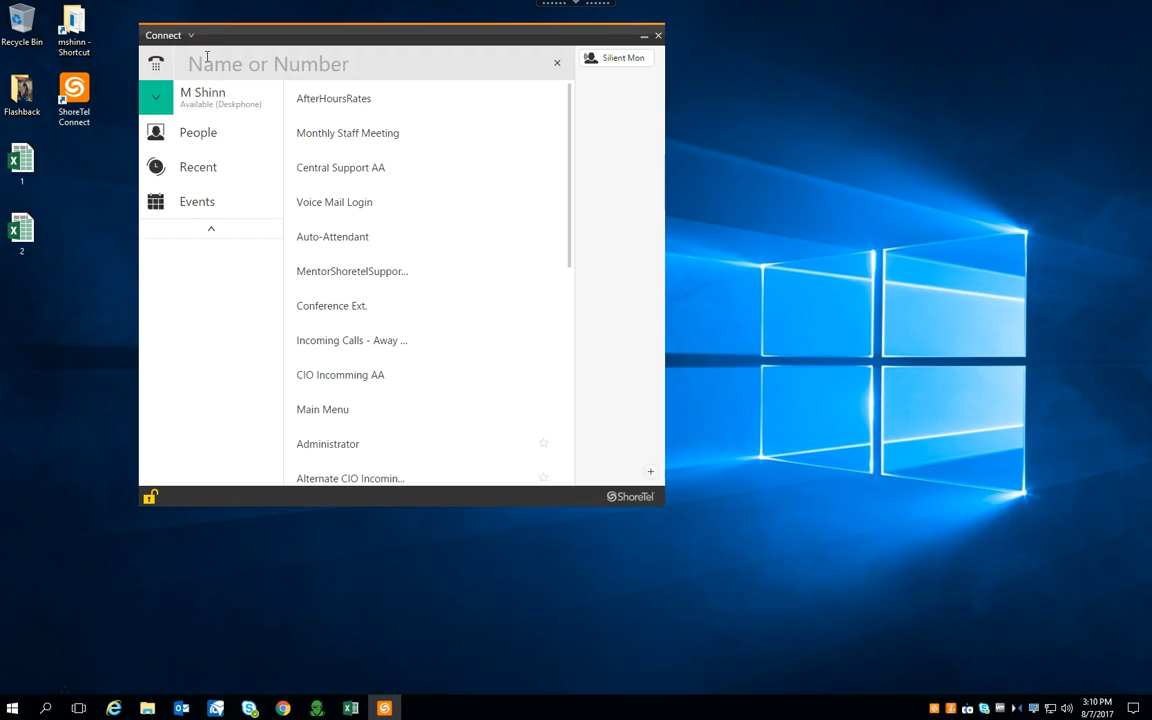 Recycle Bin
mshinn -
Shortcut
Flashback
ShoreTel
Connect
1
2
Connect
Name or Number
Silient Mon
M Shinn
Available (Deskphone)
People
Recent
Events
AfterHoursRates
Monthly Staff Meeting
Central Support AA
Voice Mail Login
Auto-Attendant
MentorShoretelSuppor...
Conference Ext.
Incoming Calls - Away ...
CIO Incomming AA
Main Menu
Administrator
Alternate CIO Incomin...
ShoreTel
3:10 PM
8/7/2017